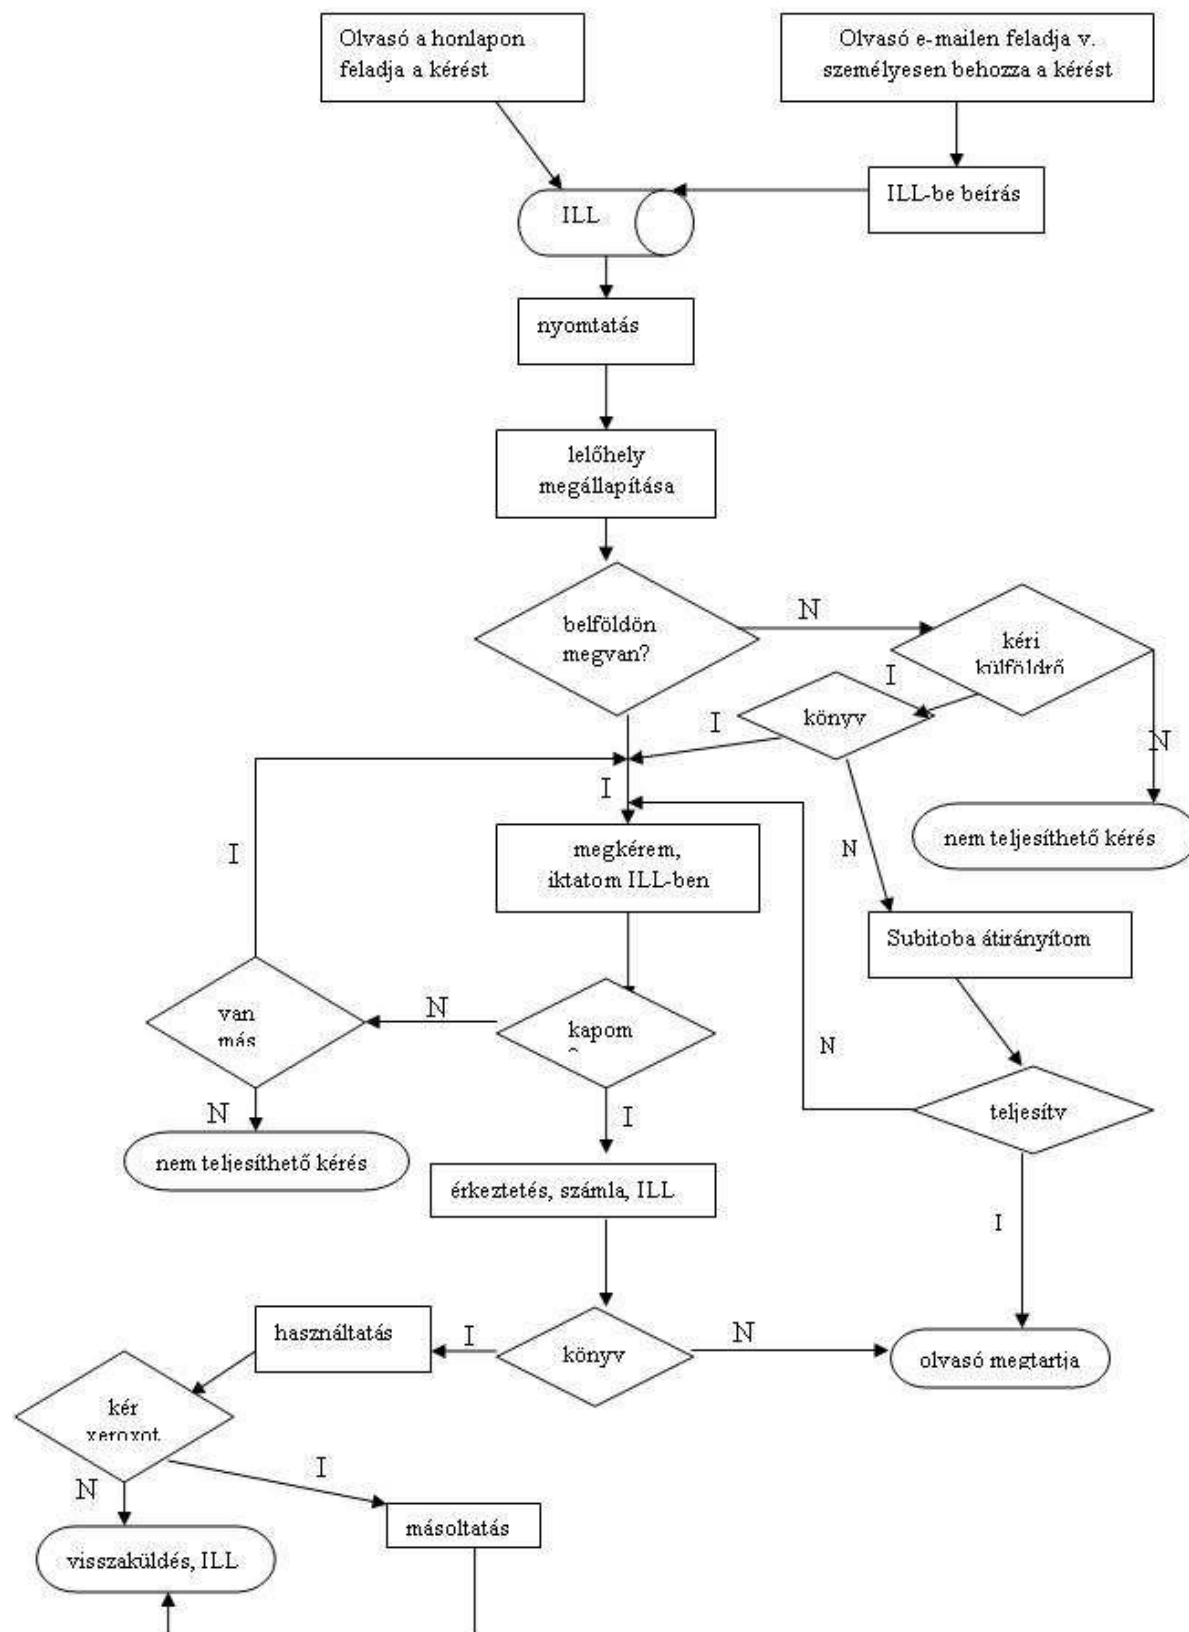 Olvasó a honlapon
feladja a kérést
Olvasó e-mailen feladja v.
személyesen behozza a kérést
ILL
ILL-be beírás
nyomtatás
lelőhely
megállapítása
belföldön
megvan?
N
kéri
külföldrő
I
könyv
I
N
I
nem teljesíthető kérés
I
megkérem,
iktatom ILL-ben
N
Subitoba átirányítom
van
más
N
kapom
N
teljesítv
N
I
nem teljesíthető kérés
érkeztetés, számla, ILL
I
használtatás
I
könyv
N
olvasó megtartja
kér
xeroxot
N
I
másoltatás
visszaküldés, ILL